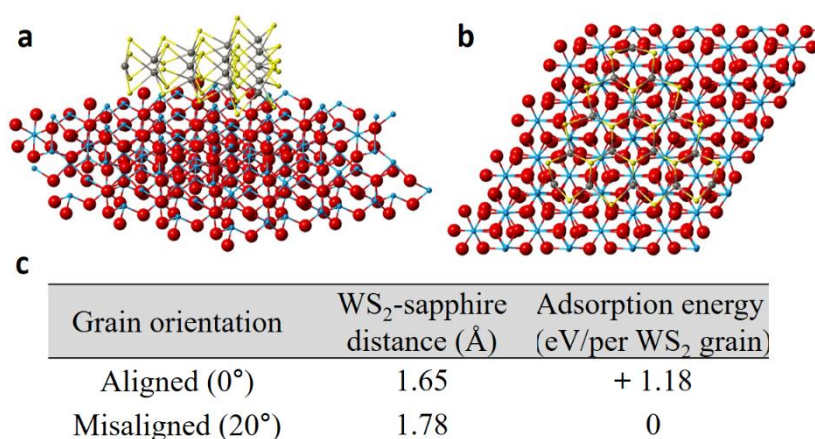 a
b
c
Grain orientation
WS₂-sapphire distance (Å)
Adsorption energy (eV/per WS₂ grain)
Aligned (0°) 1.65 + 1.18
Misaligned (20°) 1.78 0